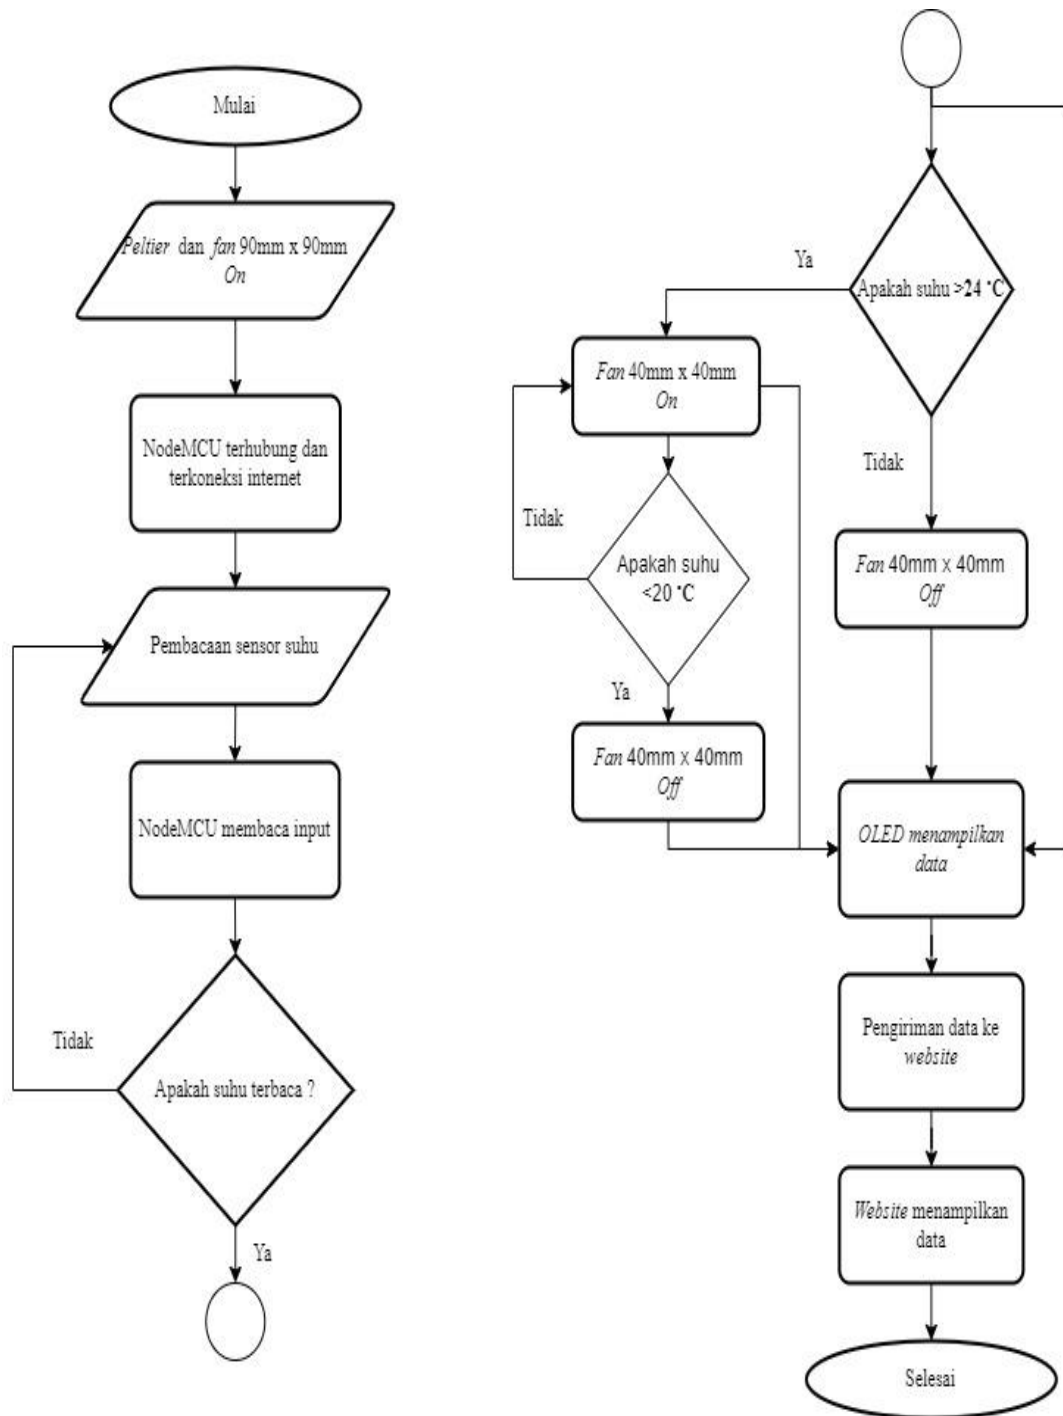 Mulai
Peltier dan fan 90mm x 90mm
On
NodeMCU terhubung dan
terkoneksi internet
Pembacaan sensor suhu
NodeMCU membaca input
Tidak
Apakah suhu terbaca ?
Ya
Ya
Apakah suhu >24 °C
Fan 40mm x 40mm
On
Tidak
Tidak
Apakah suhu
<20 °C
Fan 40mm x 40mm
Off
Ya
Fan 40mm x 40mm
Off
OLED menampilkan
data
Pengiriman data ke
website
Website menampilkan
data
Selesai